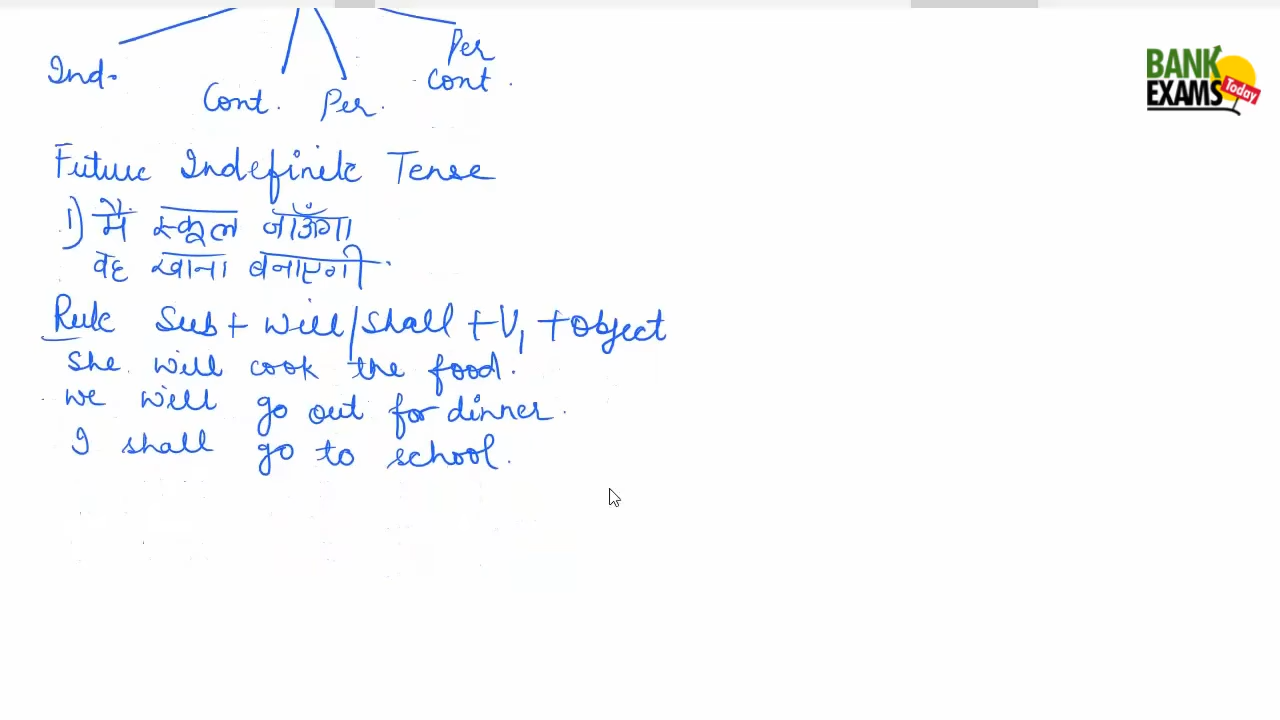 Ind.
Cont.
Per.
Per
Cont.
BANK
EXAMS Today
Future Indefinite Tense
1) मैं स्कूल जाऊँगा
वह खाना बनाएगी.
Rule Sub + will/shall + V1 + object
She will cook the food.
we will go out for dinner.
I shall go to school.